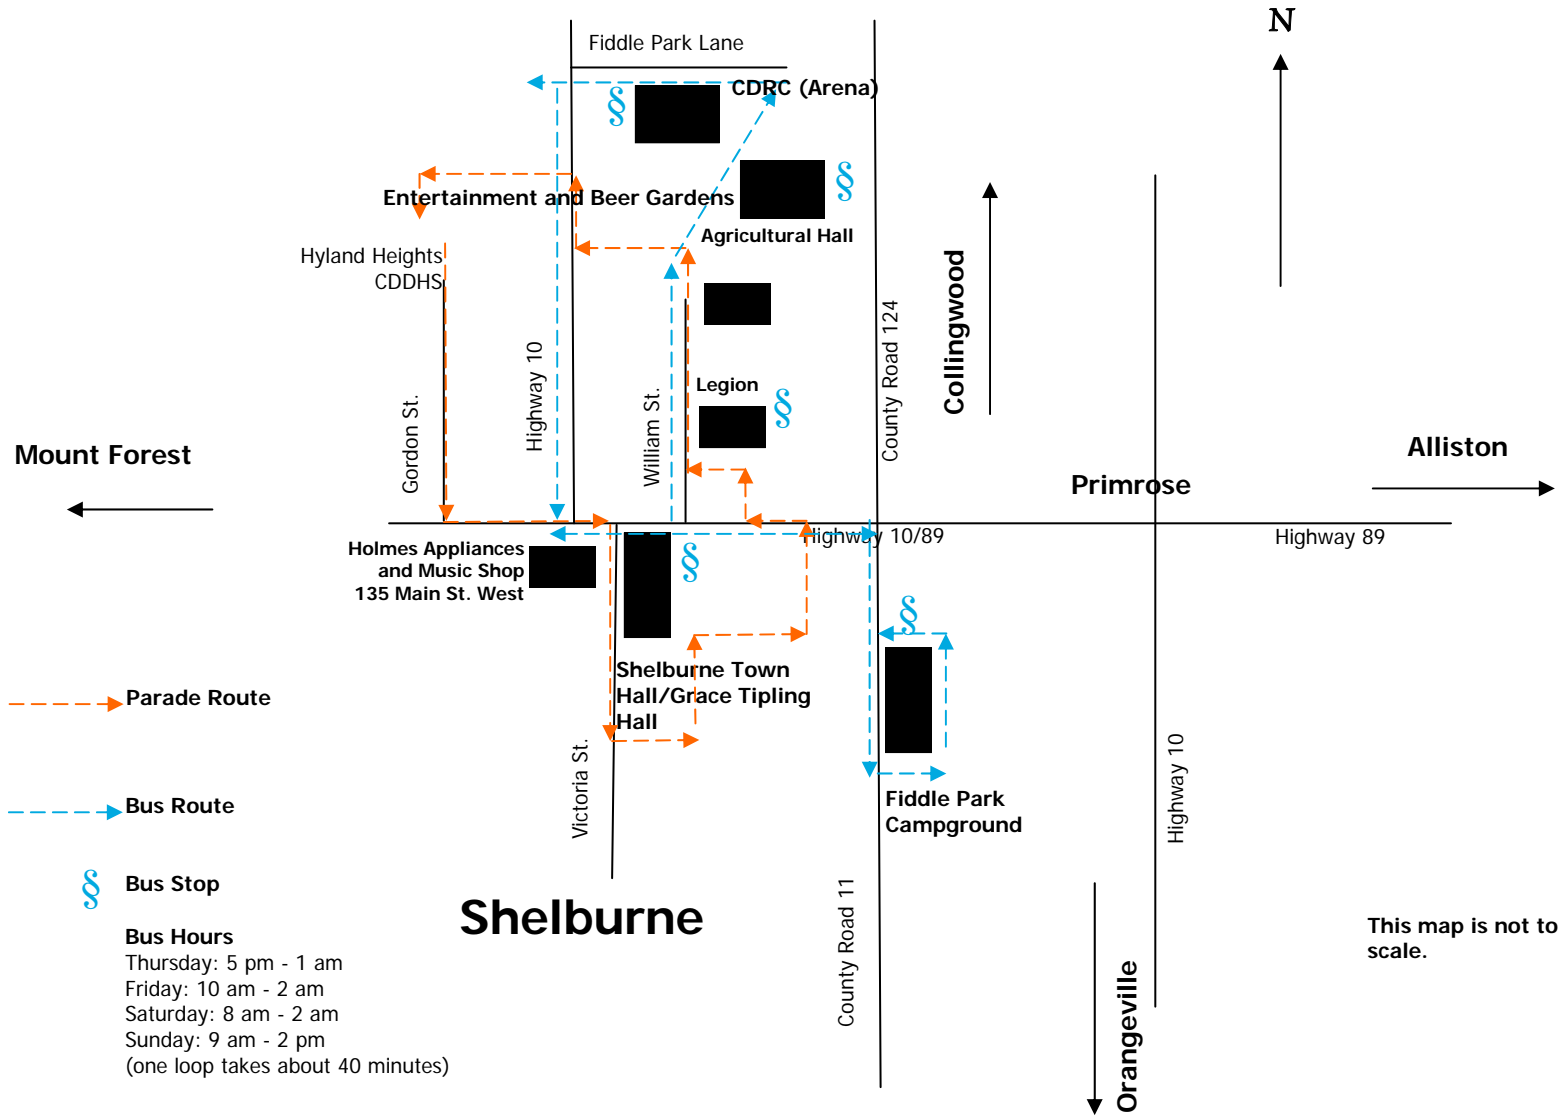 N
Fiddle Park Lane
CDRC (Arena)
§
§
Entertainment and Beer Gardens
Agricultural Hall
Hyland Heights
CDDHS
Collingwood
County Road 124
Highway 10
Legion
§
William St.
Gordon St.
Mount Forest
Alliston
Primrose
Highway 10/89
Highway 89
Holmes Appliances
and Music Shop
135 Main St. West
§
§
Shelburne Town
Hall/Grace Tipling
Hall
Parade Route
Victoria St.
Highway 10
Bus Route
Fiddle Park
Campground
§ Bus Stop
Shelburne
County Road 11
This map is not to
scale.
Bus Hours
Thursday: 5 pm - 1 am
Friday: 10 am - 2 am
Saturday: 8 am - 2 am
Sunday: 9 am - 2 pm
(one loop takes about 40 minutes)
Orangeville